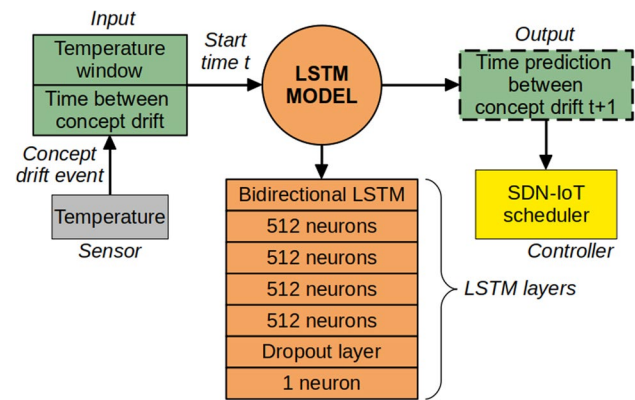 Input
Temperature
window
Time between
concept drift
Concept
drift event
Temperature
Sensor
Start
time t
LSTM
MODEL
Bidirectional LSTM
512 neurons
512 neurons
512 neurons
512 neurons
Dropout layer
1 neuron
LSTM layers
Output
Time prediction
between
concept drift t+1
SDN-IoT
scheduler
Controller